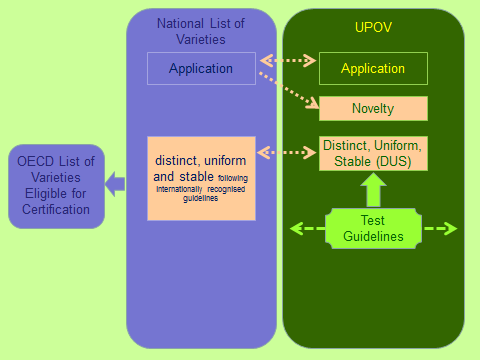 National List of
Varieties
Application
distinct, uniform
and stable following
internationally recognised
guidelines
OECD List of
Varieties
Eligible for
Certification
UPOV
Application
Novelty
Distinct, Uniform,
Stable (DUS)
Test
Guidelines